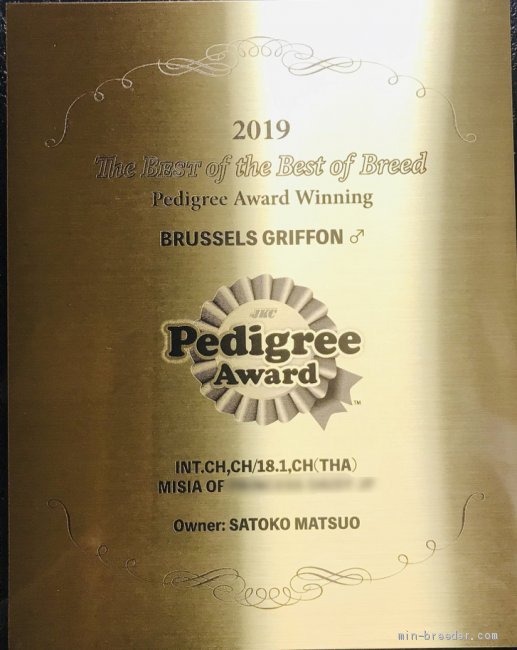 2019
The BEST of the Best of Breed
Pedigree Award Winning
BRUSSELS GRIFFON ♂
JKC
Pedigree
Award
™
INT.CH,CH/18.1,CH(THA)
MISIA OF
Owner: SATOKO MATSUO
min-breeder.com